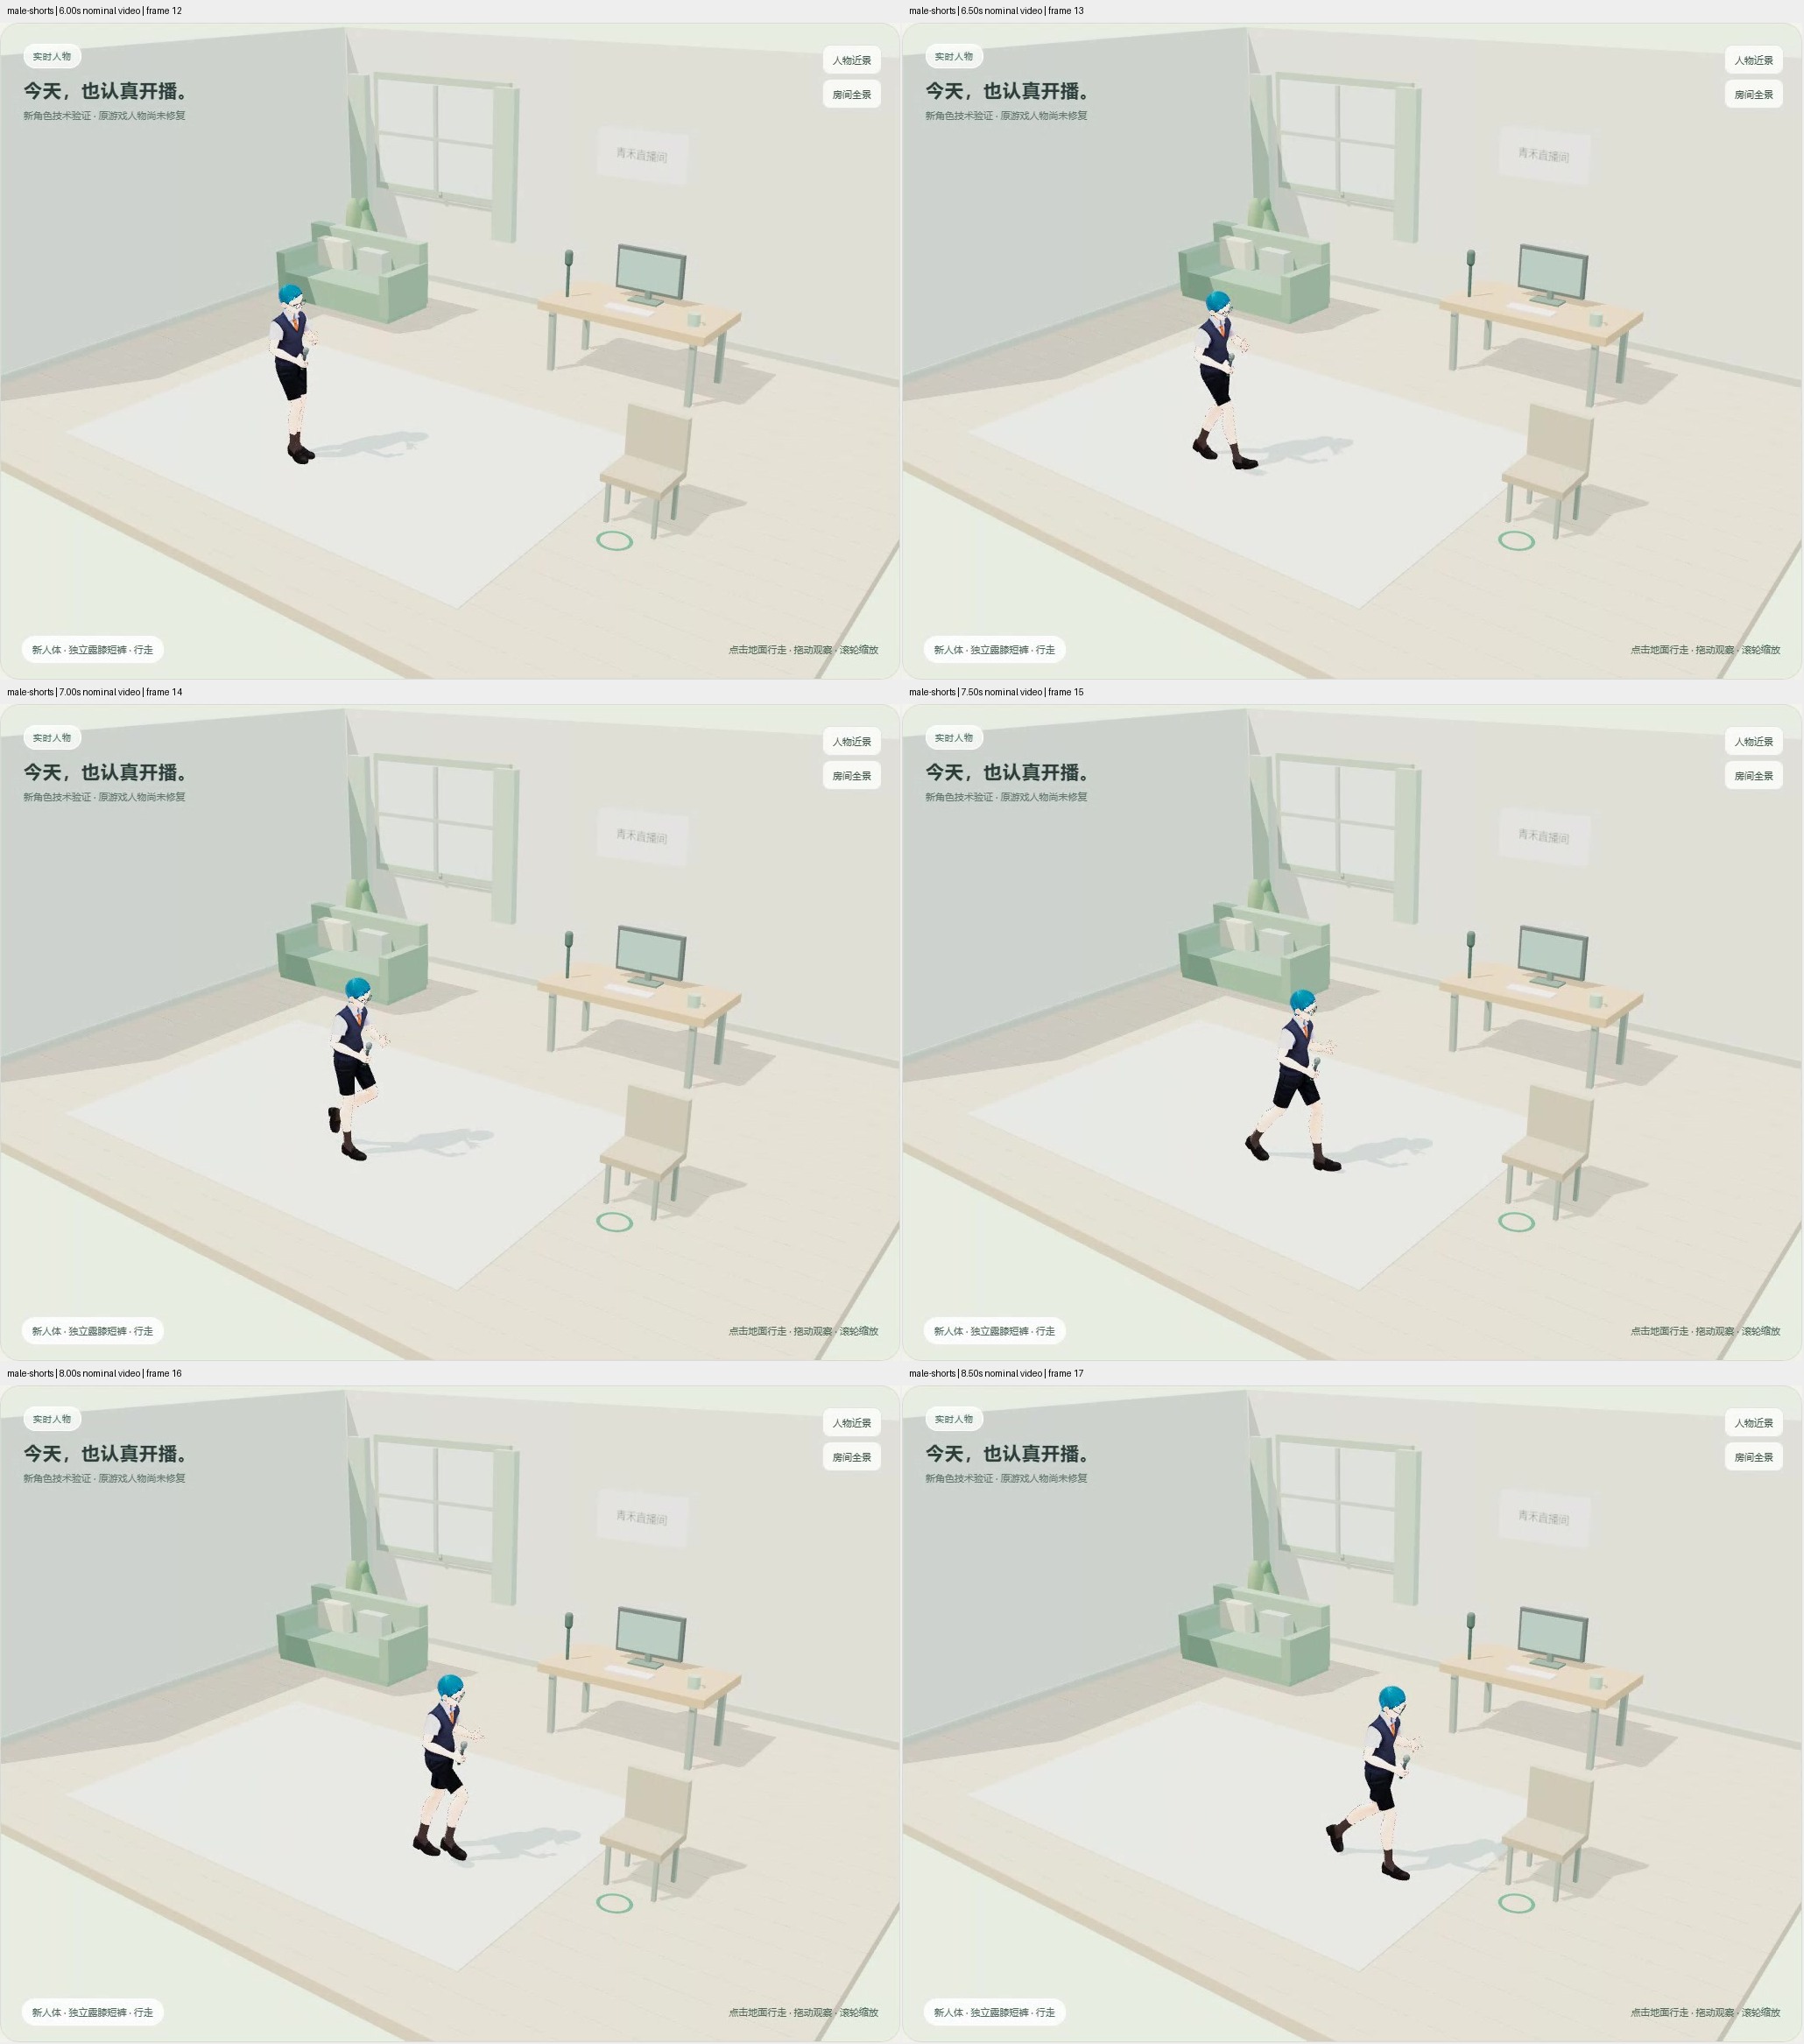 male-shorts | 6.00s nominal video | frame 12
实时人物
人物近景
今天，也认真开播。
房间全景
新角色技术验证 · 原游戏人物尚未修复
青禾直播间
新人体 · 独立露膝短裤 · 行走
点击地面行走 · 拖动观察 · 滚轮缩放
male-shorts | 6.50s nominal video | frame 13
实时人物
人物近景
今天，也认真开播。
房间全景
新角色技术验证 · 原游戏人物尚未修复
青禾直播间
新人体 · 独立露膝短裤 · 行走
点击地面行走 · 拖动观察 · 滚轮缩放
male-shorts | 7.00s nominal video | frame 14
实时人物
人物近景
今天，也认真开播。
房间全景
新角色技术验证 · 原游戏人物尚未修复
青禾直播间
新人体 · 独立露膝短裤 · 行走
点击地面行走 · 拖动观察 · 滚轮缩放
male-shorts | 7.50s nominal video | frame 15
实时人物
人物近景
今天，也认真开播。
房间全景
新角色技术验证 · 原游戏人物尚未修复
青禾直播间
新人体 · 独立露膝短裤 · 行走
点击地面行走 · 拖动观察 · 滚轮缩放
male-shorts | 8.00s nominal video | frame 16
实时人物
人物近景
今天，也认真开播。
房间全景
新角色技术验证 · 原游戏人物尚未修复
青禾直播间
新人体 · 独立露膝短裤 · 行走
点击地面行走 · 拖动观察 · 滚轮缩放
male-shorts | 8.50s nominal video | frame 17
实时人物
人物近景
今天，也认真开播。
房间全景
新角色技术验证 · 原游戏人物尚未修复
青禾直播间
新人体 · 独立露膝短裤 · 行走
点击地面行走 · 拖动观察 · 滚轮缩放